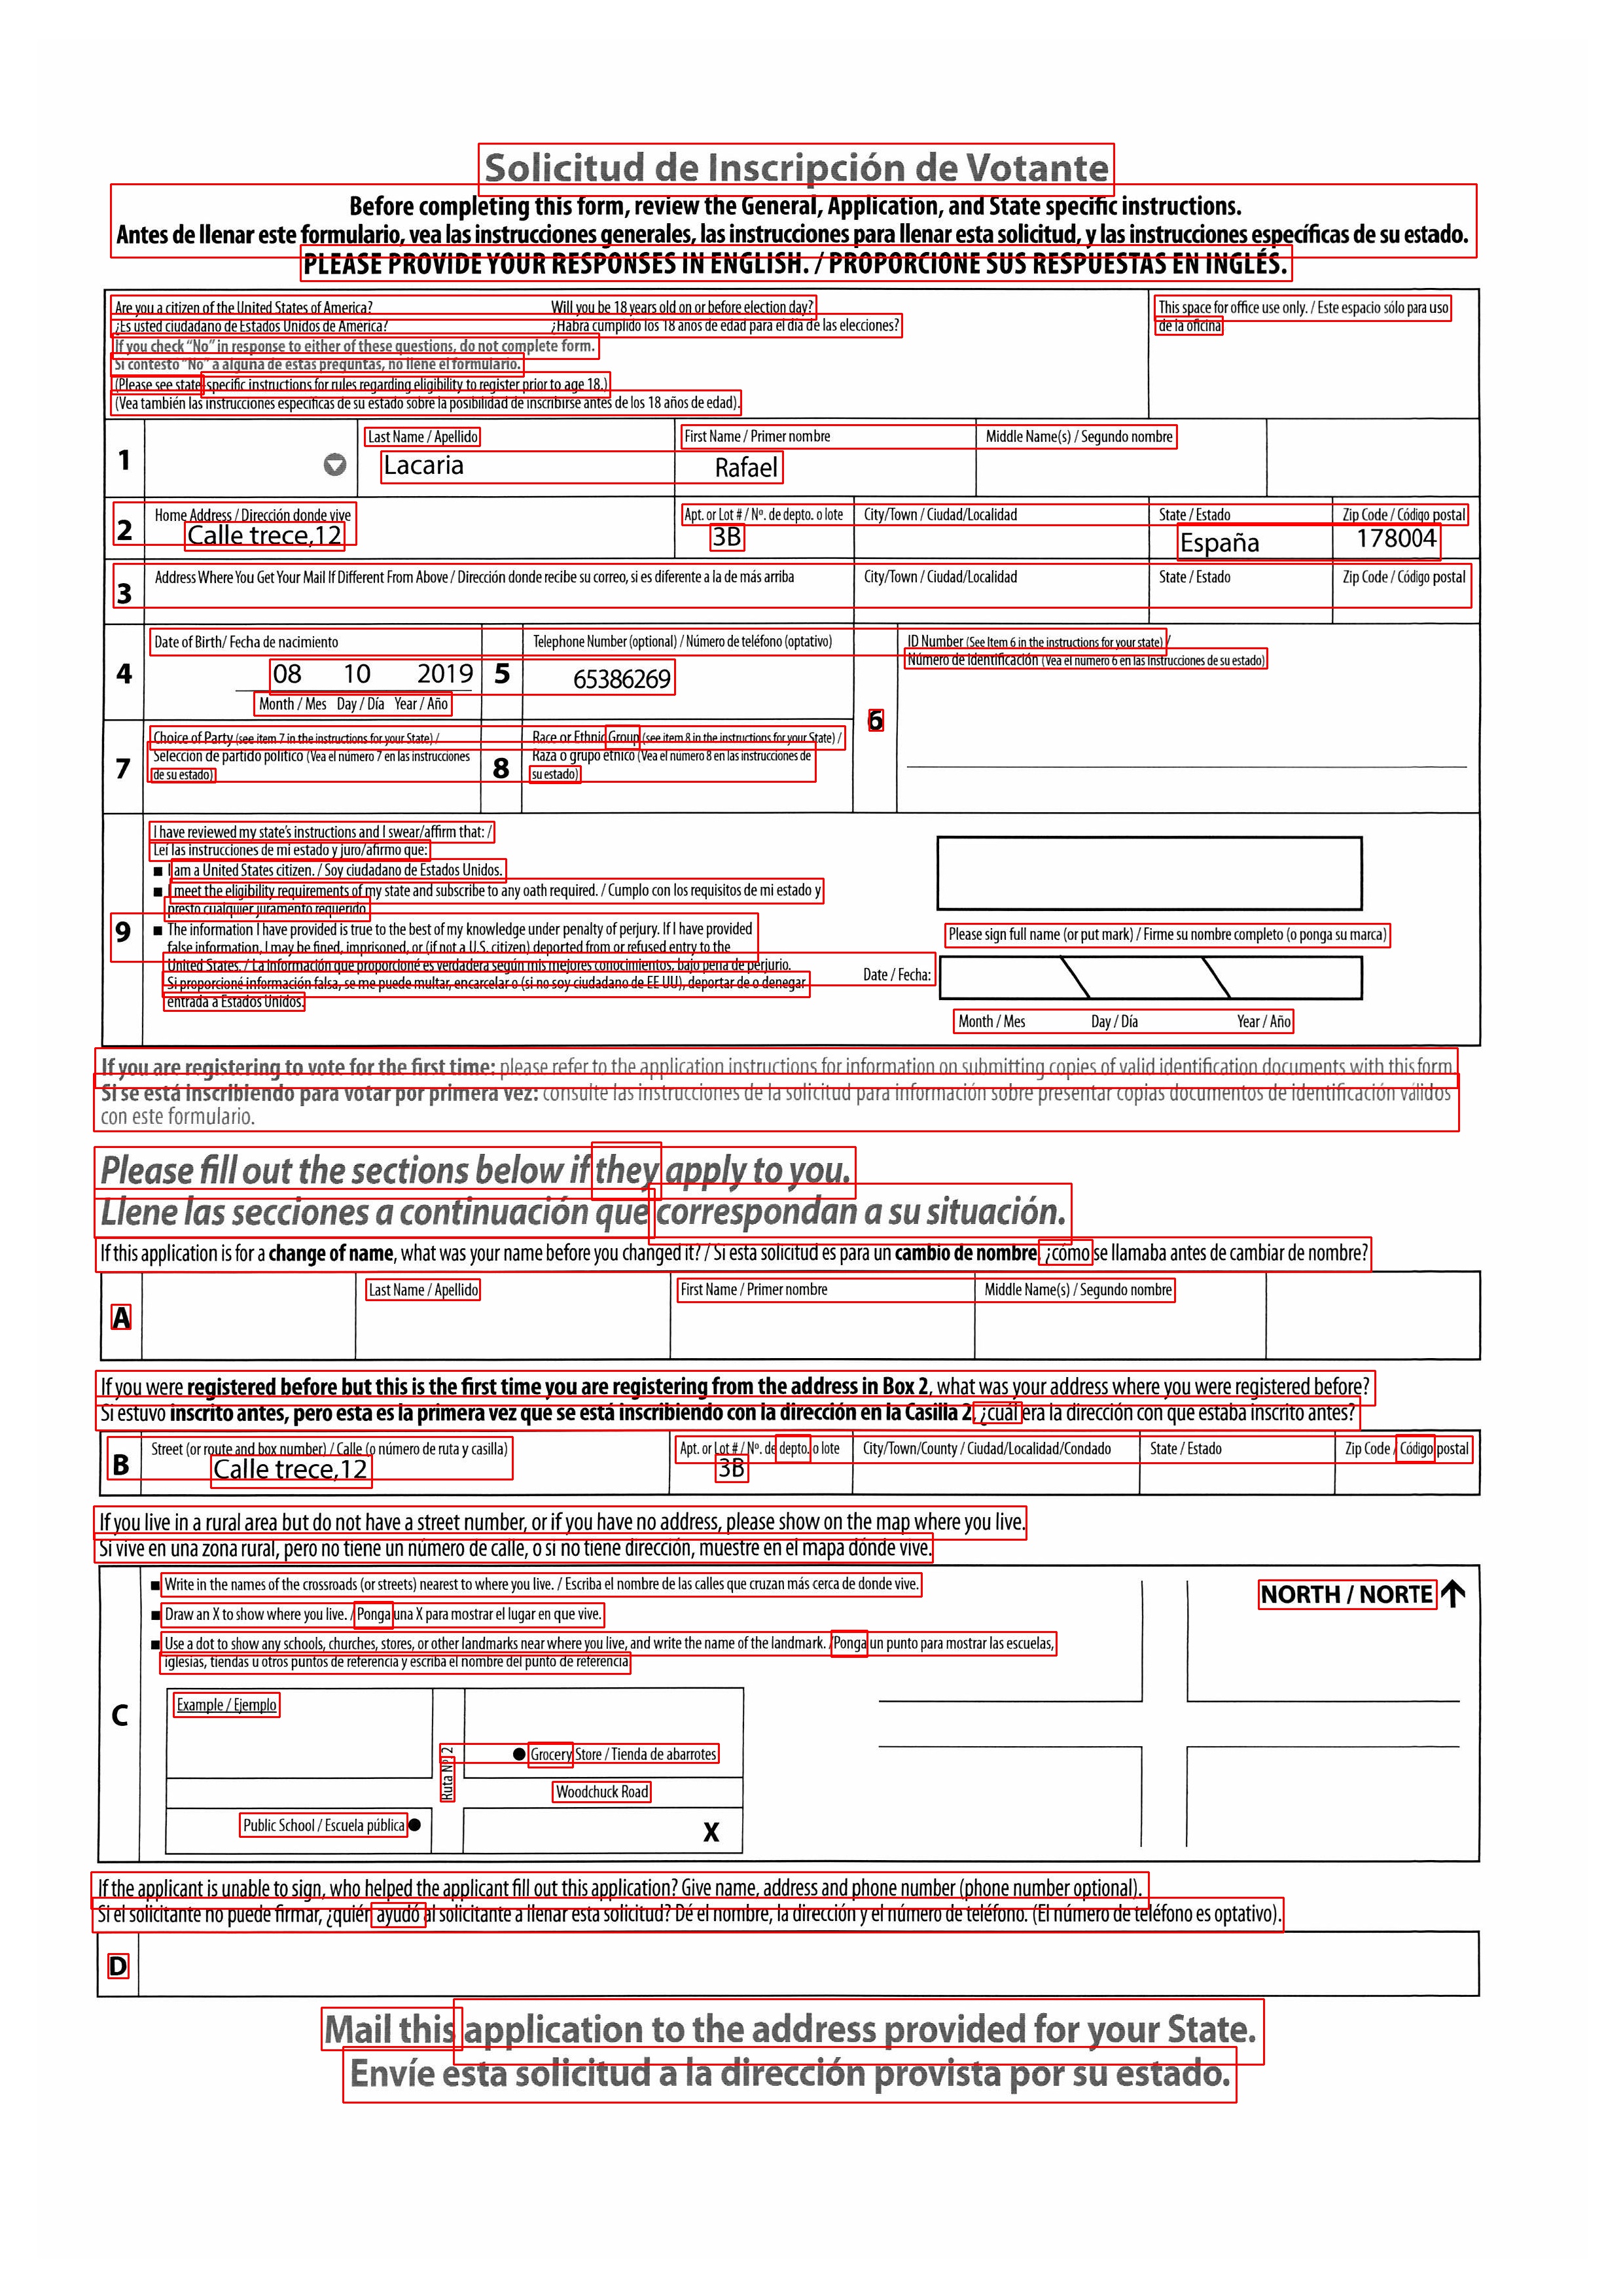 Solicitud de Inscripción de Votante
Before completing this form, review the General, Application, and State specific instructions.
Antes de llenar este formulario, vea las instrucciones generales, las instrucciones para llenar esta solicitud, y las instrucciones específicas de su estado.
PLEASE PROVIDE YOUR RESPONSES IN ENGLISH. / PROPORCIONE SUS RESPUESTAS EN INGLÉS.
Are you a citizen of the United States of America? Will you be 18 years old on or before election day?
¿Es usted ciudadano de Estados Unidos de America? ¿Habrá cumplido los 18 años de edad para el día de las elecciones?
If you check “No” in response to either of these questions, do not complete form.
Si contestó “No” a alguna de estas preguntas, no llene el formulario.
(Please see state-specific instructions for rules regarding eligibility to register prior to age 18.)
(Vea también las instrucciones específicas de su estado sobre la posibilidad de inscribirse antes de los 18 años de edad).
This space for office use only. / Este espacio sólo para uso
de la oficina
1 Last Name / Apellido First Name / Primer nombre Middle Name(s) / Segundo nombre
Lacaria Rafael
2 Home Address / Dirección donde vive Apt. or Lot # / Nº. de depto. o lote City/Town / Ciudad/Localidad State / Estado Zip Code / Código postal
Calle trece,12 3B España 178004
3 Address Where You Get Your Mail If Different From Above / Dirección donde recibe su correo, si es diferente a la de más arriba City/Town / Ciudad/Localidad State / Estado Zip Code / Código postal
4 Date of Birth/ Fecha de nacimiento
08 10 2019
Month / Mes Day / Día Year / Año
5 Telephone Number (optional) / Número de teléfono (optativo)
65386269
6 ID Number (See Item 6 in the instructions for your state) /
Número de identificación (Vea el numero 6 en las Instrucciones de su estado)
7 Choice of Party (see item 7 in the instructions for your State) /
Selección de partido político (Vea el número 7 en las instrucciones
de su estado)
8 Race or Ethnic Group (see item 8 in the instructions for your State) /
Raza o grupo étnico (Vea el numero 8 en las instrucciones de
su estado)
9 I have reviewed my state’s instructions and I swear/affirm that: /
Leí las instrucciones de mi estado y juro/afirmo que:
■ I am a United States citizen. / Soy ciudadano de Estados Unidos.
■ I meet the eligibility requirements of my state and subscribe to any oath required. / Cumplo con los requisitos de mi estado y
presto cualquier juramento requerido
■ The information I have provided is true to the best of my knowledge under penalty of perjury. If I have provided
false information, I may be fined, imprisoned, or (if not a U.S. citizen) deported from or refused entry to the
United States. / La información que proporcioné es verdadera según mis mejores conocimientos, bajo pena de perjurio.
Si proporcioné información falsa, se me puede multar, encarcelar o (si no soy ciudadano de EE UU), deportar de o denegar
entrada a Estados Unidos.
Please sign full name (or put mark) / Firme su nombre completo (o ponga su marca)
Date / Fecha:
Month / Mes Day / Día Year / Año
If you are registering to vote for the first time: please refer to the application instructions for information on submitting copies of valid identification documents with this form.
Si se está inscribiendo para votar por primera vez: consulte las instrucciones de la solicitud para información sobre presentar copias documentos de identificación válidos
con este formulario.
Please fill out the sections below if they apply to you.
Llene las secciones a continuación que correspondan a su situación.
If this application is for a change of name, what was your name before you changed it? / Si esta solicitud es para un cambio de nombre, ¿cómo se llamaba antes de cambiar de nombre?
A Last Name / Apellido First Name / Primer nombre Middle Name(s) / Segundo nombre
If you were registered before but this is the first time you are registering from the address in Box 2, what was your address where you were registered before?
Si estuvo inscrito antes, pero esta es la primera vez que se está inscribiendo con la dirección en la Casilla 2, ¿cuál era la dirección con que estaba inscrito antes?
B Street (or route and box number) / Calle (o número de ruta y casilla) Apt. or Lot # / Nº. de depto. o lote City/Town/County / Ciudad/Localidad/Condado State / Estado Zip Code / Código postal
Calle trece,12 3B
If you live in a rural area but do not have a street number, or if you have no address, please show on the map where you live.
Si vive en una zona rural, pero no tiene un número de calle, o si no tiene dirección, muestre en el mapa dónde vive.
C
■ Write in the names of the crossroads (or streets) nearest to where you live. / Escriba el nombre de las calles que cruzan más cerca de donde vive.
■ Draw an X to show where you live. / Ponga una X para mostrar el lugar en que vive.
■ Use a dot to show any schools, churches, stores, or other landmarks near where you live, and write the name of the landmark. /Ponga un punto para mostrar las escuelas,
iglesias, tiendas u otros puntos de referencia y escriba el nombre del punto de referencia
NORTH / NORTE
Example / Ejemplo
Ruta Nº. 2
Grocery Store / Tienda de abarrotes
Woodchuck Road
Public School / Escuela pública
X
If the applicant is unable to sign, who helped the applicant fill out this application? Give name, address and phone number (phone number optional).
Si el solicitante no puede firmar, ¿quién ayudó al solicitante a llenar esta solicitud? Dé el nombre, la dirección y el número de teléfono. (El número de teléfono es optativo).
D
Mail this application to the address provided for your State.
Envíe esta solicitud a la dirección provista por su estado.